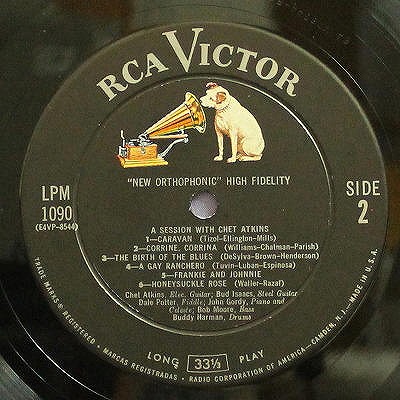 RCA VICTOR
"NEW ORTHOPHONIC" HIGH FIDELITY
LPM
1090
(E4VP-8544)
SIDE
2
A SESSION WITH CHET ATKINS
1—CARAVAN (Tizol-Ellington-Mills)
2—CORRINE, CORRINA (Williams-Chatman-Parish)
3—THE BIRTH OF THE BLUES (DeSylva-Brown-Henderson)
4—A GAY RANCHERO (Tuvin-Luban-Espinosa)
5—FRANKIE AND JOHNNIE
6—HONEYSUCKLE ROSE (Waller-Razaf)
Chet Atkins, Elec. Guitar; Bud Isaacs, Steel Guitar
Dale Potter, Fiddle; John Gordy, Piano and
Celeste; Bob Moore, Bass
Buddy Harman, Drums
LONG 33⅓ PLAY
TRADE MARKS ® REGISTERED • MARCAS REGISTRADAS • RADIO CORPORATION OF AMERICA—CAMDEN, N.J.—MADE IN U.S.A.